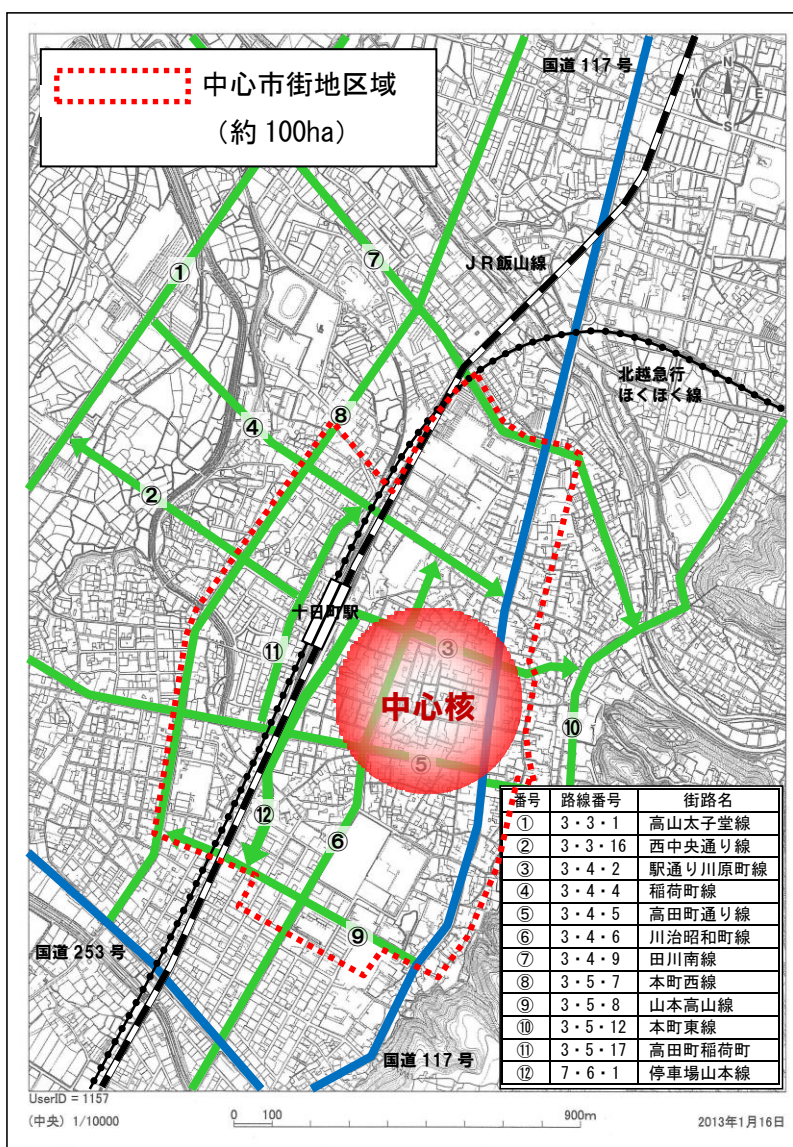 中心市街地区域
（約 100ha）
国道 117 号
N
W E
S
①
⑦
ＪＲ飯山線
北越急行
ほくほく線
⑧
④
②
十日町駅
③
⑪
中心核
⑩
⑤
⑫
⑥
⑨
国道 253 号
国道 117 号
番号 路線番号 街路名
① 3・3・1 高山太子堂線
② 3・3・16 西中央通り線
③ 3・4・2 駅通り川原町線
④ 3・4・4 稲荷町線
⑤ 3・4・5 高田町通り線
⑥ 3・4・6 川治昭和町線
⑦ 3・4・9 田川南線
⑧ 3・5・7 本町西線
⑨ 3・5・8 山本高山線
⑩ 3・5・12 本町東線
⑪ 3・5・17 高田町稲荷町
⑫ 7・6・1 停車場山本線
UserID = 1157
(中央) 1/10000
0 100 900m
2013年1月16日